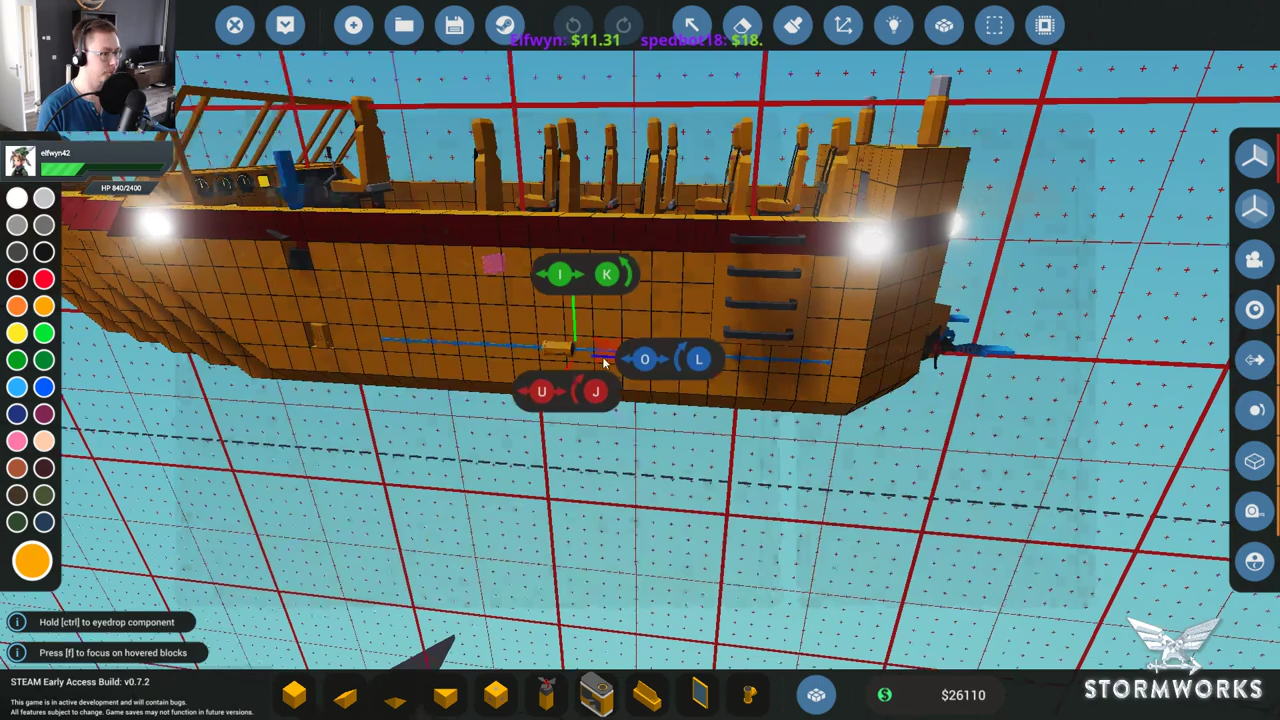 Elfwyn: $11.31 spedbot18: $18.
elfwyn42
HP 840/2400
I K
O L
U J
Hold [ctrl] to eyedrop component
Press [f] to focus on hovered blocks
STEAM Early Access Build: v0.7.2
This game is in active development and will contain bugs.
All features subject to change. Game saves may not function in future versions.
$ $26110
STORMWORKS